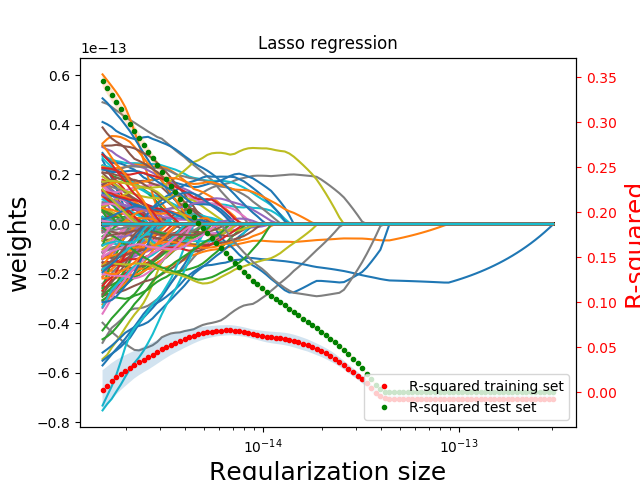 Lasso regression
1e−13
0.6
0.4
0.2
0.0
−0.2
−0.4
−0.6
−0.8
weights
0.35
0.30
0.25
0.20
0.15
0.10
0.05
0.00
R-squared
R-squared training set
R-squared test set
10−14
10−13
Regularization size